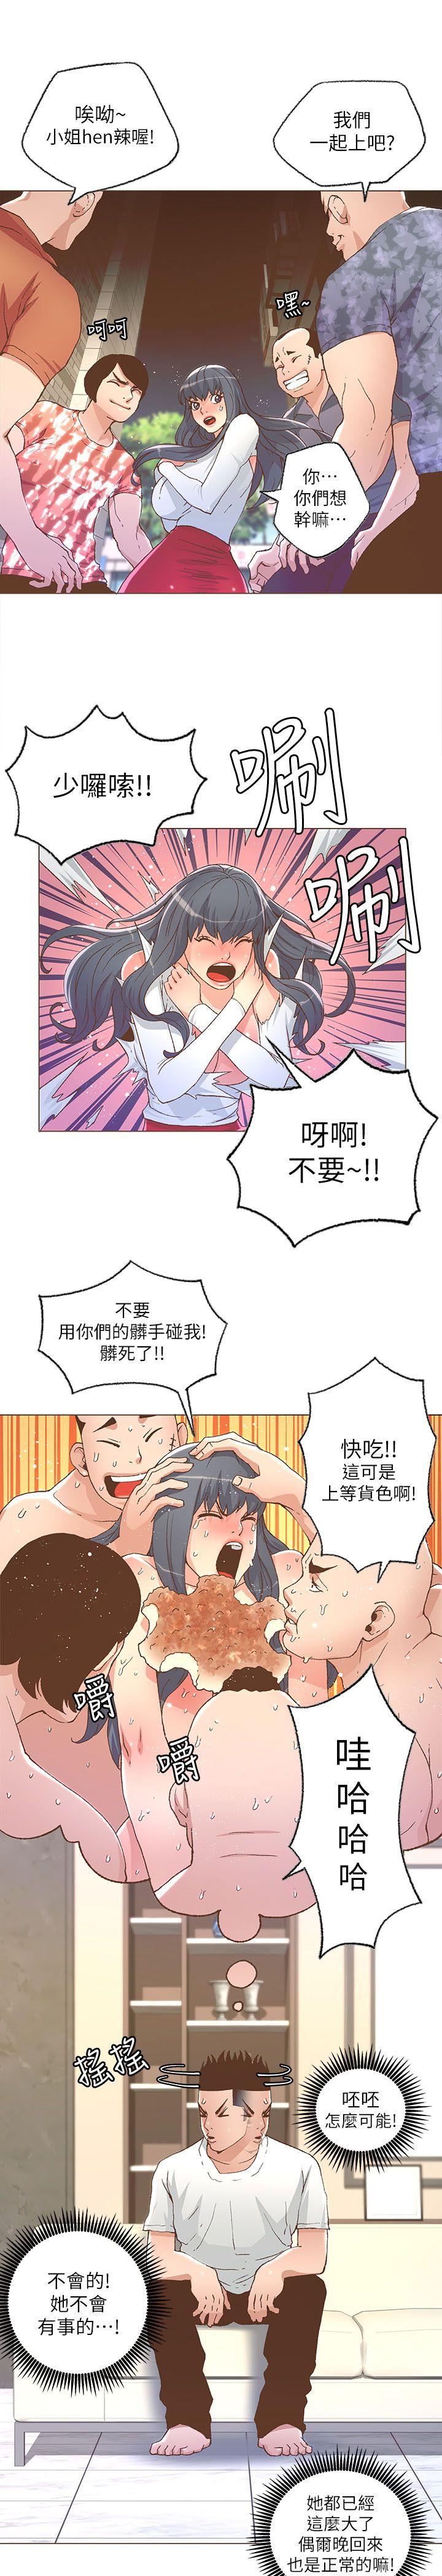 唉呦~
小姐hen辣喔!
我們
一起上吧?
呵呵
嘿~
你⋯
你們想
幹嘛⋯
少囉嗦!!
唰
唰
呀啊!
不要~!!
不要
用你們的髒手碰我!
髒死了!!
快吃!!
這可是
上等貨色啊!
嚼
嚼
哇
哈
哈
哈
搖搖
呸呸
怎麼可能!
不會的!
她不會
有事的⋯!
她都已經
這麼大了
偶爾晚回來
也是正常的嘛!